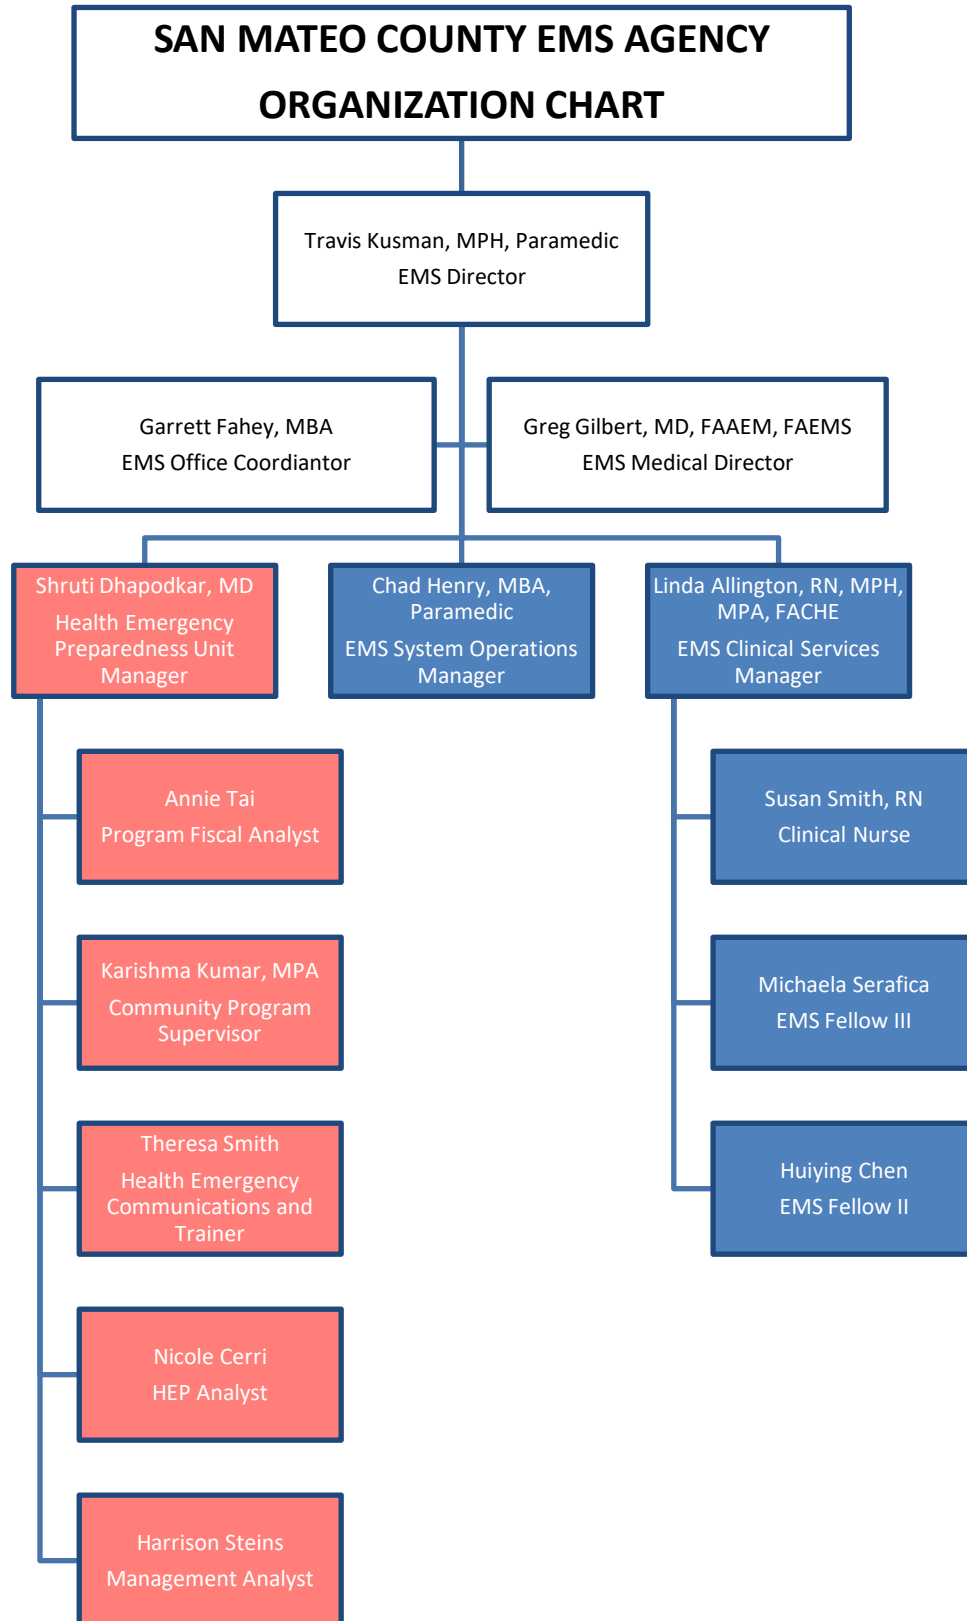 SAN MATEO COUNTY EMS AGENCY
ORGANIZATION CHART
Travis Kusman, MPH, Paramedic
EMS Director
Garrett Fahey, MBA
EMS Office Coordiantor
Greg Gilbert, MD, FAAEM, FAEMS
EMS Medical Director
Shruti Dhapodkar, MD
Health Emergency
Preparedness Unit
Manager
Chad Henry, MBA,
Paramedic
EMS System Operations
Manager
Linda Allington, RN, MPH,
MPA, FACHE
EMS Clinical Services
Manager
Annie Tai
Program Fiscal Analyst
Susan Smith, RN
Clinical Nurse
Karishma Kumar, MPA
Community Program
Supervisor
Michaela Serafica
EMS Fellow III
Theresa Smith
Health Emergency
Communications and
Trainer
Huiying Chen
EMS Fellow II
Nicole Cerri
HEP Analyst
Harrison Steins
Management Analyst